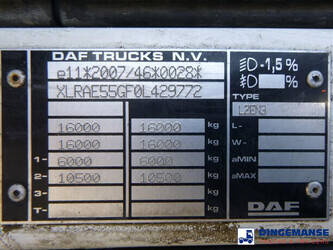 DAF TRUCKS N.V.
e11*2007/46*0028*
XLRAE55GF0L429772
-1,5%
%
TYPE
16000 16000 kg L-
16000 16000 kg W-
1- 6000 6000 kg aMIN
2- 10500 10500 kg aMAX
3- kg
T- kg
DAF
DINGEMANSE